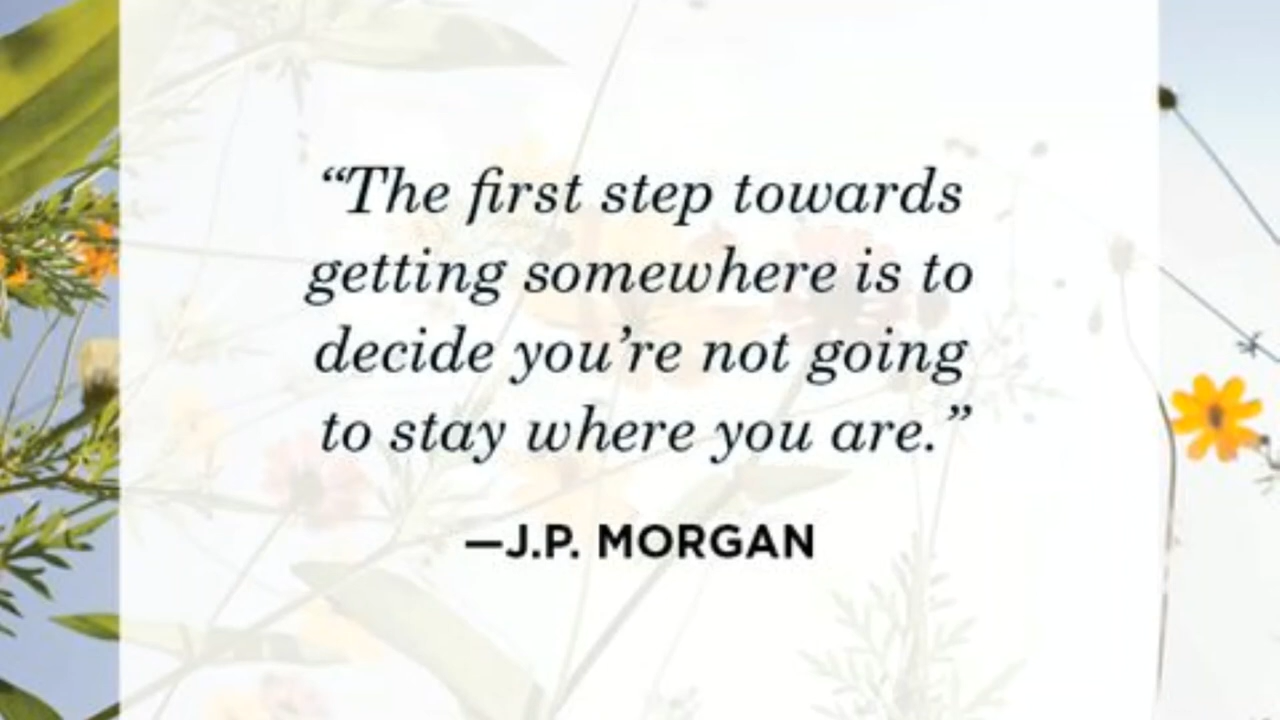 “The first step towards
getting somewhere is to
decide you’re not going
to stay where you are.”
—J.P. MORGAN